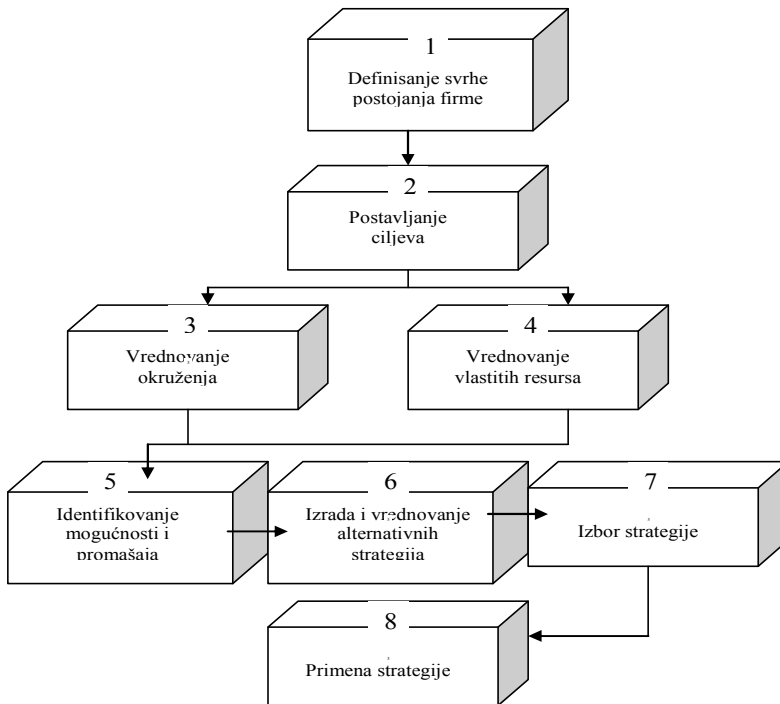 1
Definisanje svrhe
postojanja firme
2
Postavljanje
ciljeva
3
Vrednovanje
okruženja
4
Vrednovanje
vlastitih resursa
5
Identifikovanje
mogućnosti i
promašaja
6
Izrada i vrednovanje
alternativnih
strategija
7
Izbor strategije
8
Primena strategije